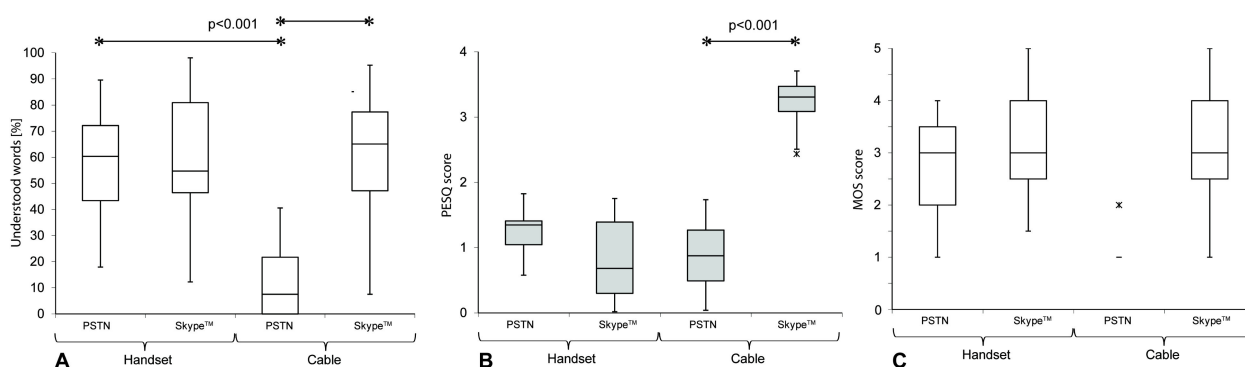 p<0.001
Understood words [%]
100
90
80
70
60
50
40
30
20
10
0
PSTN
Skype™
PSTN
Skype™
Handset
Cable
A
p<0.001
PESQ score
4
3
2
1
0
PSTN
Skype™
PSTN
Skype™
Handset
Cable
B
MOS score
5
4
3
2
1
0
PSTN
Skype™
PSTN
Skype™
Handset
Cable
C